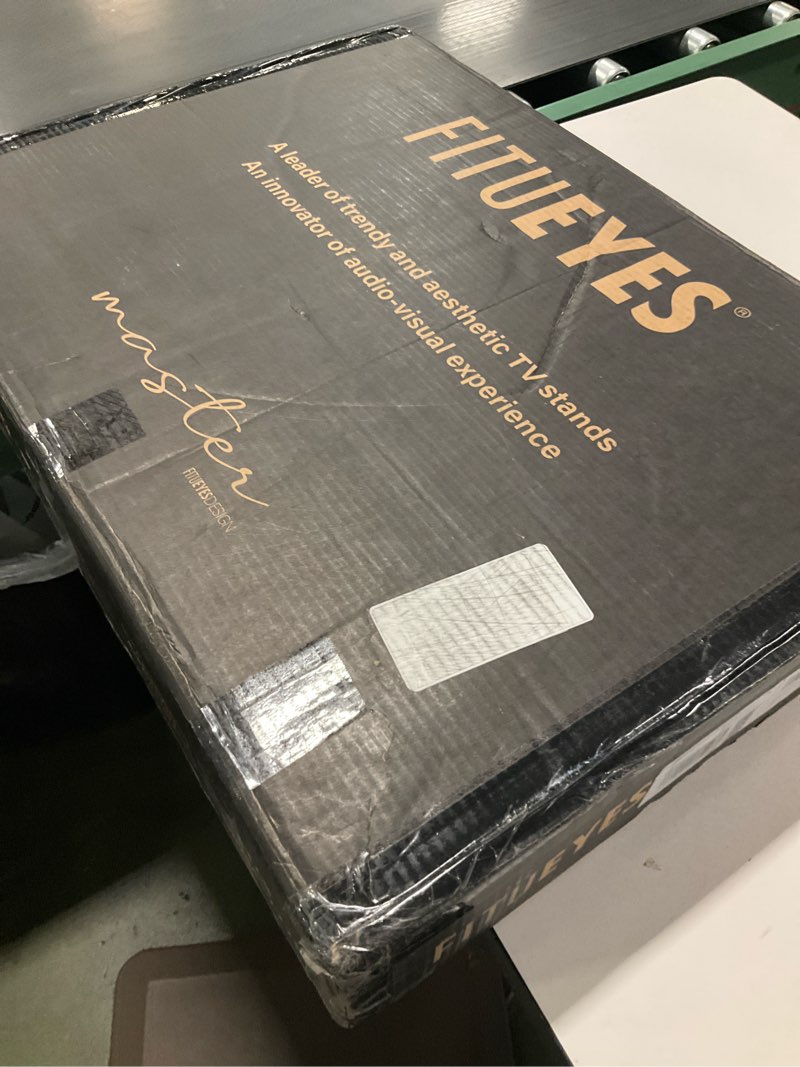 FITUEYES®
A leader of trendy and aesthetic TV stands
An innovator of audio-visual experience
master
FITUEYESDESIGN
FITUEYES